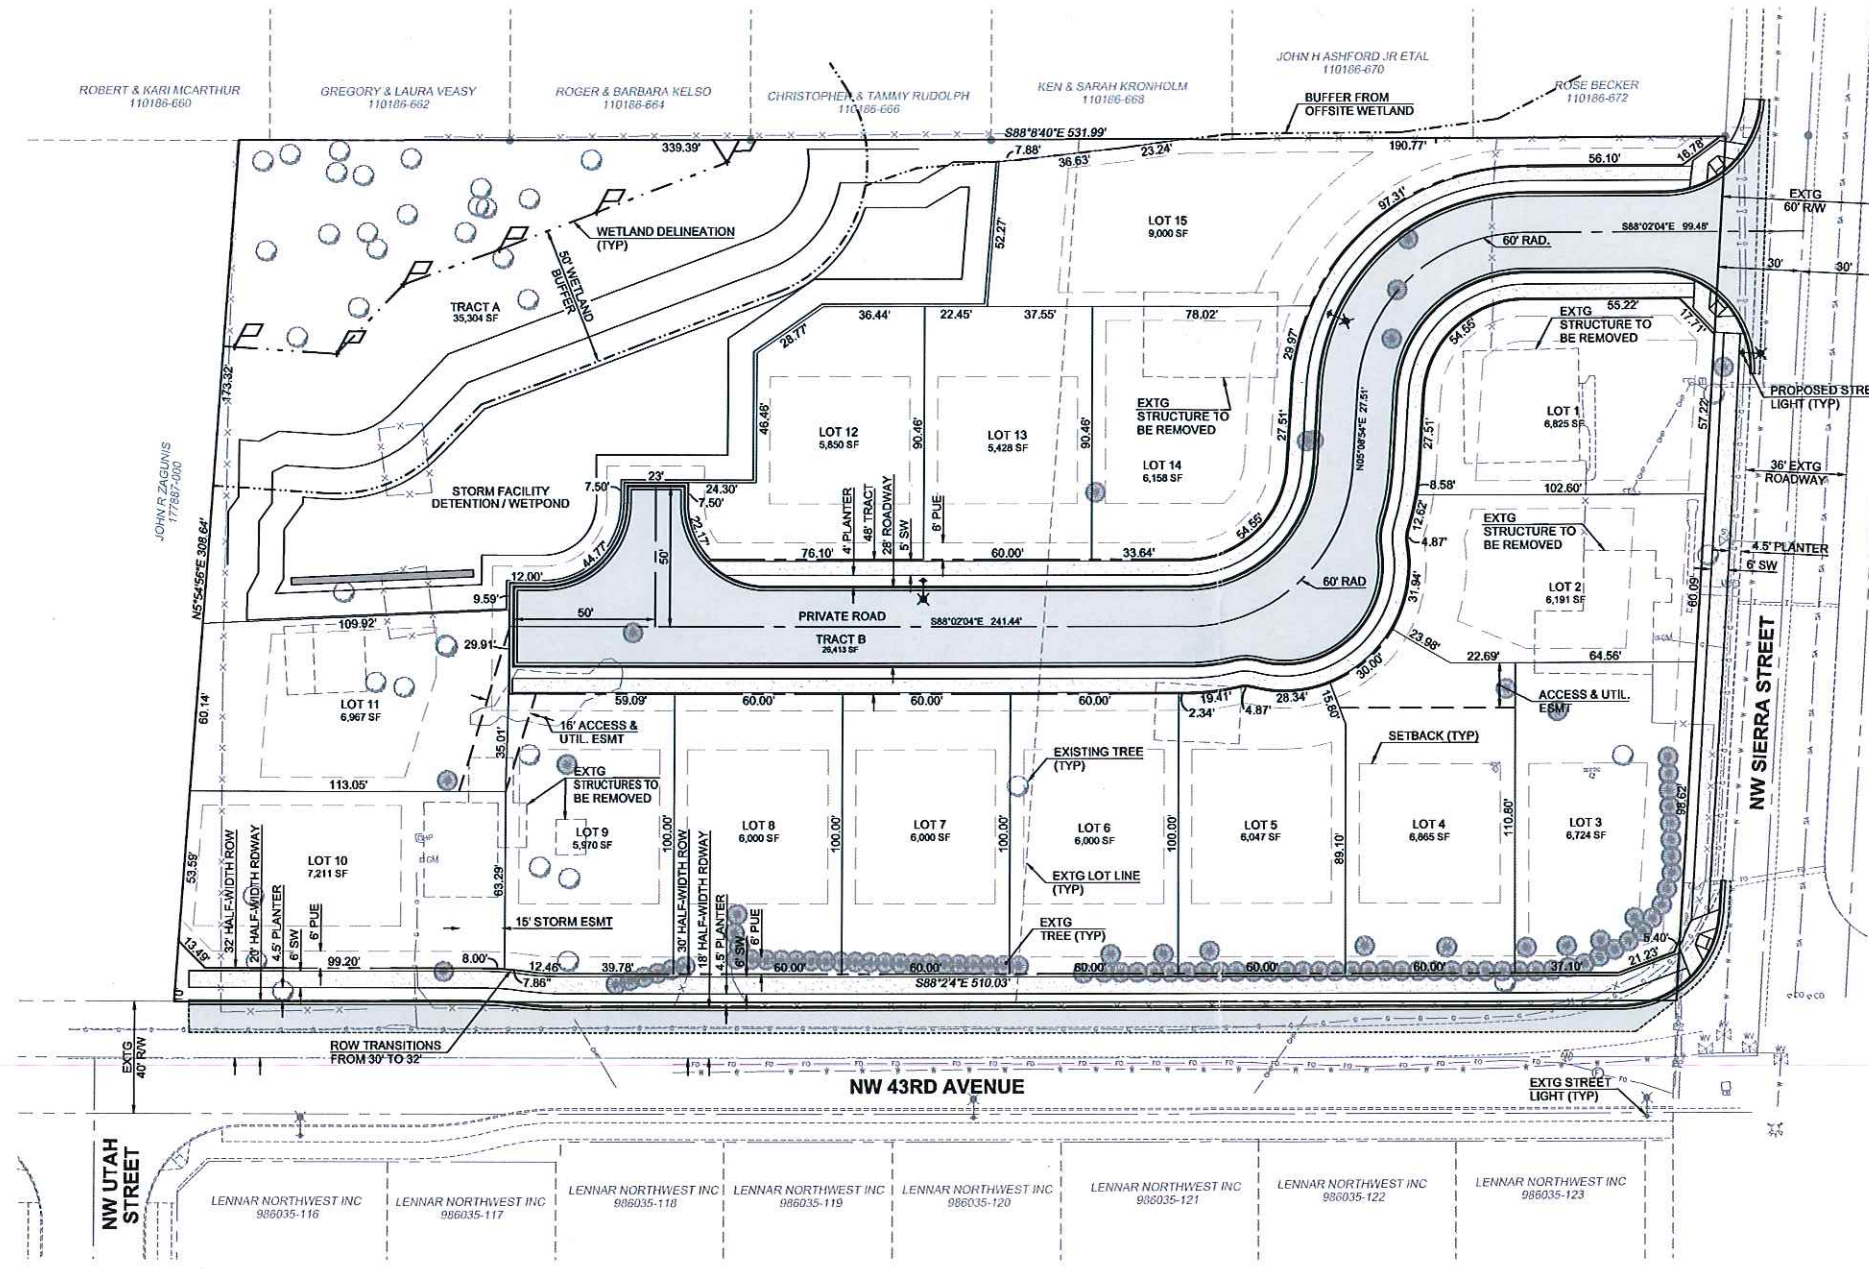 ROBERT & KARI MCARTHUR
110186-660
GREGORY & LAURA VEASY
110186-662
ROGER & BARBARA KELSO
110186-664
CHRISTOPHER & TAMMY RUDOLPH
110186-666
KEN & SARAH KRONHOLM
110186-668
JOHN H ASHFORD JR ETAL
110186-670
ROSE BECKER
110186-672
BUFFER FROM
OFFSITE WETLAND
S88°8'40"E 531.99'
339.39'
7.88'
36.63'
23.24'
190.77'
56.10'
16.78'
EXTG
60' R/W
WETLAND DELINEATION
(TYP)
50' WETLAND
BUFFER
TRACT A
35,304 SF
52.27'
LOT 15
9,000 SF
97.31'
60' RAD.
S88°02'04"E 99.48'
30'
30'
173.32'
36.44'
22.45'
37.55'
78.02'
28.77'
29.97'
55.22'
17.71'
54.55'
EXTG
STRUCTURE TO
BE REMOVED
PROPOSED STRE
LIGHT (TYP)
EXTG
STRUCTURE TO
BE REMOVED
LOT 1
6,825 SF
57.22'
N05°08'54"E 27.51'
27.51'
27.51'
46.46'
LOT 12
5,850 SF
90.46'
LOT 13
5,428 SF
90.46'
LOT 14
6,158 SF
36' EXTG
ROADWAY
JOHN R ZAGUNIS
177887-000
N5°54'56"E 308.64'
STORM FACILITY
DETENTION / WETPOND
23'
7.50'
24.30'
7.50'
22.17'
44.77'
50'
4' PLANTER
48' TRACT
28' ROADWAY
5' SW
6' PUE
76.10'
60.00'
33.64'
54.55'
8.58'
102.60'
12.62'
4.87'
31.94'
EXTG
STRUCTURE TO
BE REMOVED
4.5' PLANTER
6' SW
LOT 2
6,191 SF
60.09'
12.00'
9.59'
50'
60' RAD
PRIVATE ROAD
S88°02'04"E 241.44'
TRACT B
26,413 SF
109.92'
29.91'
23.98'
22.69'
64.56'
30.00'
NW SIERRA STREET
60.14'
LOT 11
6,967 SF
59.09'
60.00'
60.00'
60.00'
19.41'
2.34'
4.87'
28.34'
15.80'
ACCESS & UTIL.
ESMT
16' ACCESS &
UTIL. ESMT
35.01'
EXISTING TREE
(TYP)
SETBACK (TYP)
EXTG
STRUCTURES TO
BE REMOVED
113.05'
53.59'
LOT 10
7,211 SF
63.29'
LOT 9
5,970 SF
100.00'
LOT 8
6,000 SF
100.00'
LOT 7
6,000 SF
100.00'
LOT 6
6,000 SF
100.00'
LOT 5
6,047 SF
89.10'
LOT 4
6,865 SF
110.80'
LOT 3
6,724 SF
98.62'
EXTG LOT LINE
(TYP)
EXTG
TREE (TYP)
32' HALF-WIDTH ROW
20' HALF-WIDTH RDWAY
4.5' PLANTER
6' SW
6' PUE
15' STORM ESMT
30' HALF-WIDTH ROW
18' HALF-WIDTH RDWAY
4.5' PLANTER
6' SW
6' PUE
13.49'
99.20'
8.00'
12.46'
7.86"
39.78'
60.00'
60.00'
60.00'
60.00'
60.00'
37.10'
21.23'
5.40'
S88°2'4"E 510.03'
EXTG
40' R/W
ROW TRANSITIONS
FROM 30' TO 32'
NW 43RD AVENUE
EXTG STREET
LIGHT (TYP)
NW UTAH
STREET
LENNAR NORTHWEST INC
986035-116
LENNAR NORTHWEST INC
986035-117
LENNAR NORTHWEST INC
986035-118
LENNAR NORTHWEST INC
986035-119
LENNAR NORTHWEST INC
986035-120
LENNAR NORTHWEST INC
986035-121
LENNAR NORTHWEST INC
986035-122
LENNAR NORTHWEST INC
986035-123